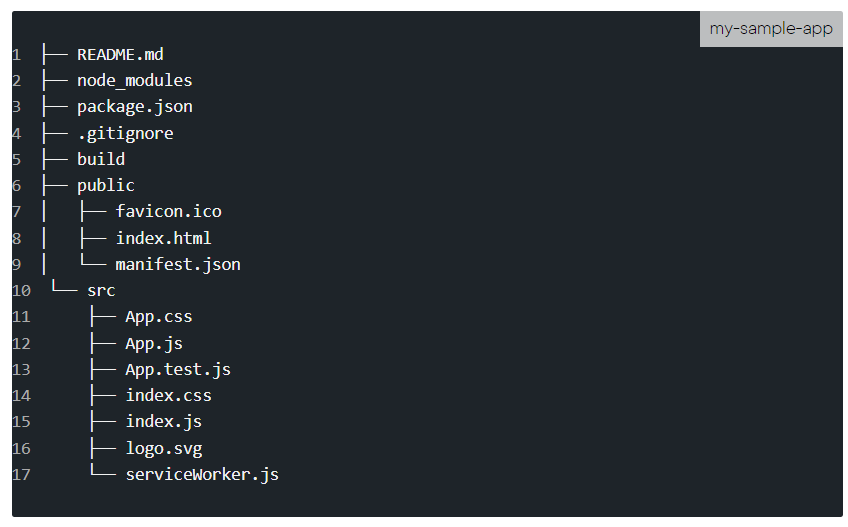 my-sample-app
1 ├── README.md
2 ├── node_modules
3 ├── package.json
4 ├── .gitignore
5 ├── build
6 ├── public
7 │   ├── favicon.ico
8 │   ├── index.html
9 │   └── manifest.json
10 └── src
11     ├── App.css
12     ├── App.js
13     ├── App.test.js
14     ├── index.css
15     ├── index.js
16     ├── logo.svg
17     └── serviceWorker.js